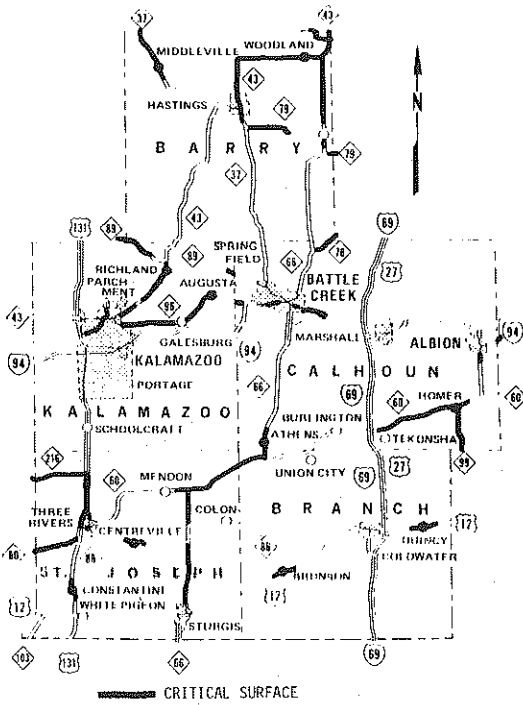 37
43
MIDDLEVILLE
WOODLAND
HASTINGS
43
79
N
B A R R Y
79
37
43
131
89
89
78
69
27
SPRING
FIELD
66
RICHLAND
PARCH
MENT
AUGUSTA
BATTLE
CREEK
96
43
94
GALESBURG
MARSHALL
ALBION
94
KALAMAZOO
94
PORTAGE
C A L H O U N
66
69
60
HOMER
60
K A L A M A Z O O
BURLINGTON
SCHOOLCRAFT
ATHENS
TEKONSHA
216
UNION CITY
27
99
60
MENDON
69
THREE
RIVERS
COLON
B R A N C H
CENTREVILLE
12
QUINCY
COLDWATER
60
86
86
ST. JOSEPH
BRONSON
CONSTANTINE
12
12
WHITE PIGEON
STURGIS
103
131
66
69
CRITICAL SURFACE